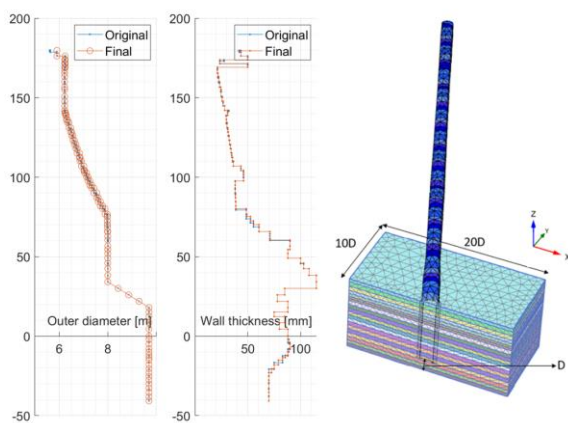 200
150
100
50
0
-50
Original
Final
Outer diameter [m]
6
8
200
150
100
50
0
-50
Original
Final
Wall thickness [mm]
50
100
10D
20D
D
Z
Y
X